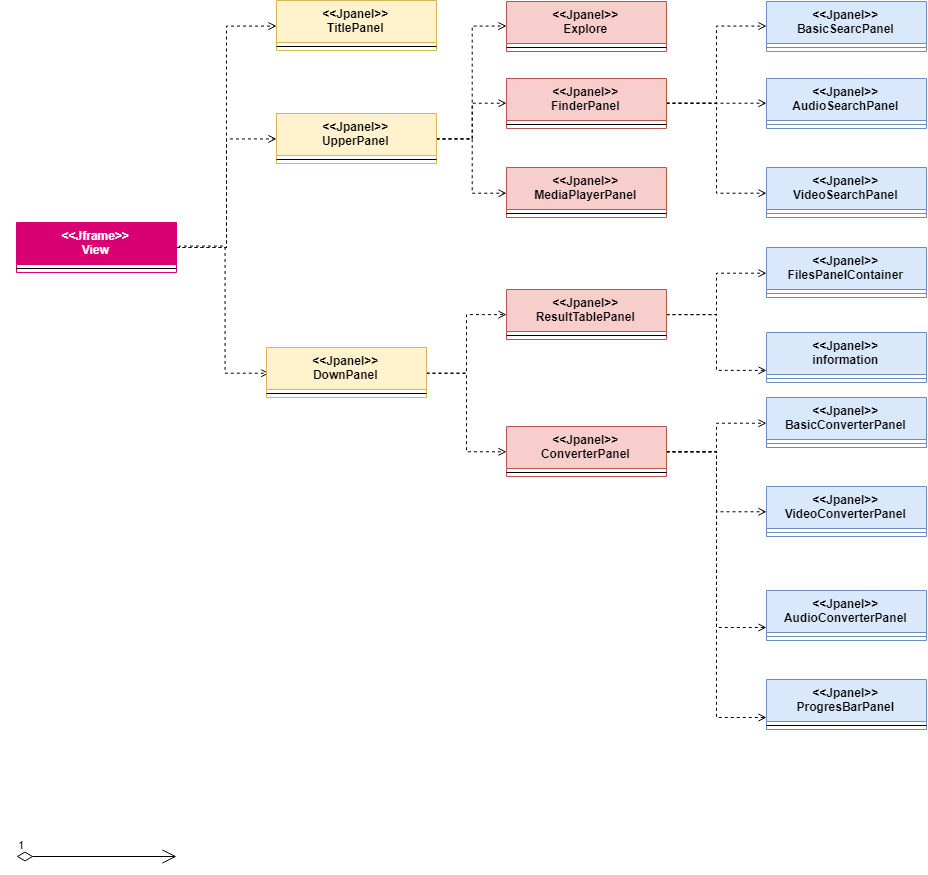 <<Jpanel>>
TitlePanel
<<Jpanel>>
Explore
<<Jpanel>>
BasicSearcPanel
<<Jpanel>>
FinderPanel
<<Jpanel>>
AudioSearchPanel
<<Jpanel>>
UpperPanel
<<Jpanel>>
MediaPlayerPanel
<<Jpanel>>
VideoSearchPanel
<<Jframe>>
View
<<Jpanel>>
FilesPanelContainer
<<Jpanel>>
ResultTablePanel
<<Jpanel>>
information
<<Jpanel>>
DownPanel
<<Jpanel>>
BasicConverterPanel
<<Jpanel>>
ConverterPanel
<<Jpanel>>
VideoConverterPanel
<<Jpanel>>
AudioConverterPanel
<<Jpanel>>
ProgresBarPanel
1